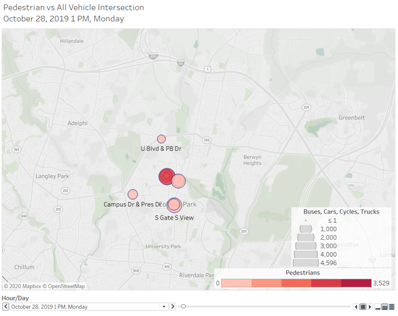 Pedestrian vs All Vehicle Intersection
October 28, 2019 1 PM, Monday
Hillandale
Adelphi
Greenbelt
U Blvd & PB Dr
Berwyn
Heights
Langley Park
Campus Dr & Pres Dr
Park
S Gate S View
University Park
Chillum
Riverdale Park
Buses, Cars, Cycles, Trucks
≤ 1
1,000
2,000
3,000
4,000
4,596
Pedestrians
0
3,529
© 2020 Mapbox © OpenStreetMap
Hour/Day
October 28, 2019 1 PM, Monday